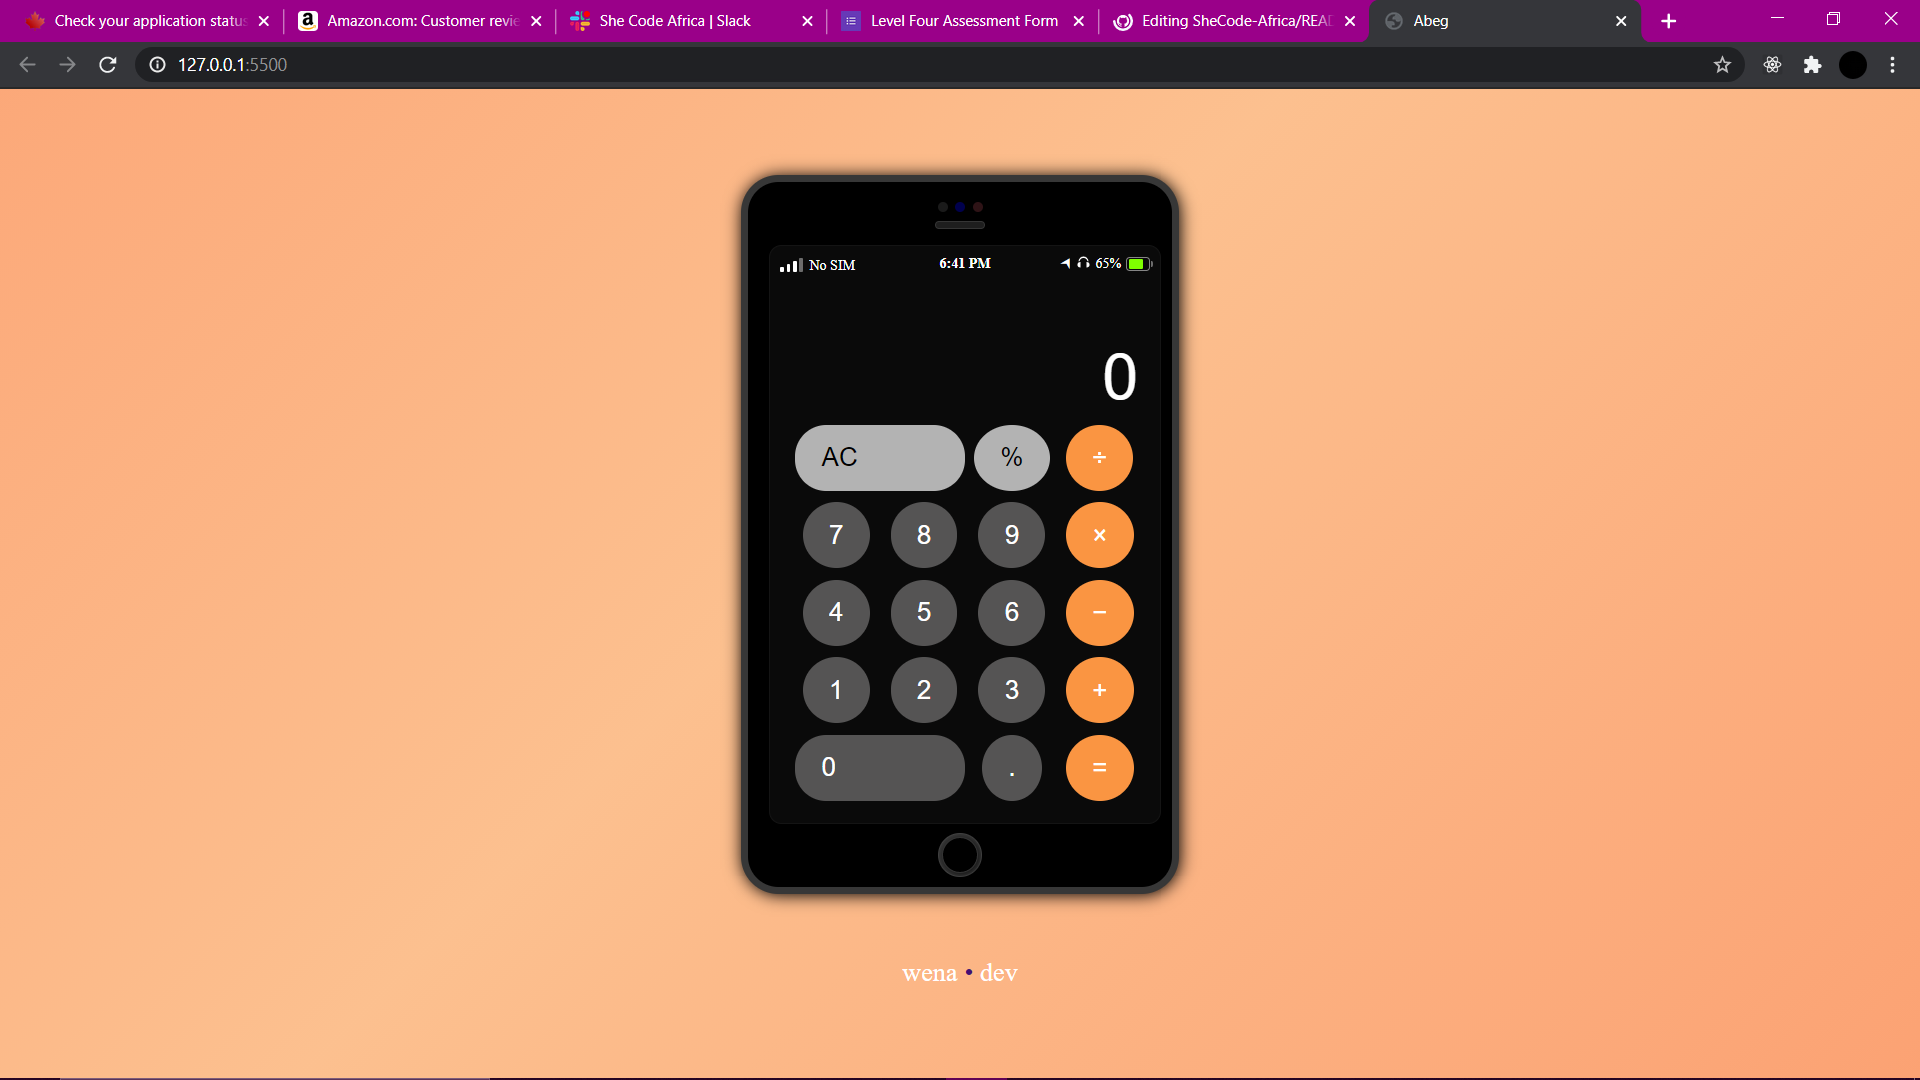 Check your application status
Amazon.com: Customer revie
She Code Africa | Slack
Level Four Assessment Form
Editing SheCode-Africa/READ
Abeg
127.0.0.1:5500
No SIM
6:41 PM
65%
0
AC % ÷
7 8 9 ×
4 5 6 −
1 2 3 +
0 . =
wena • dev